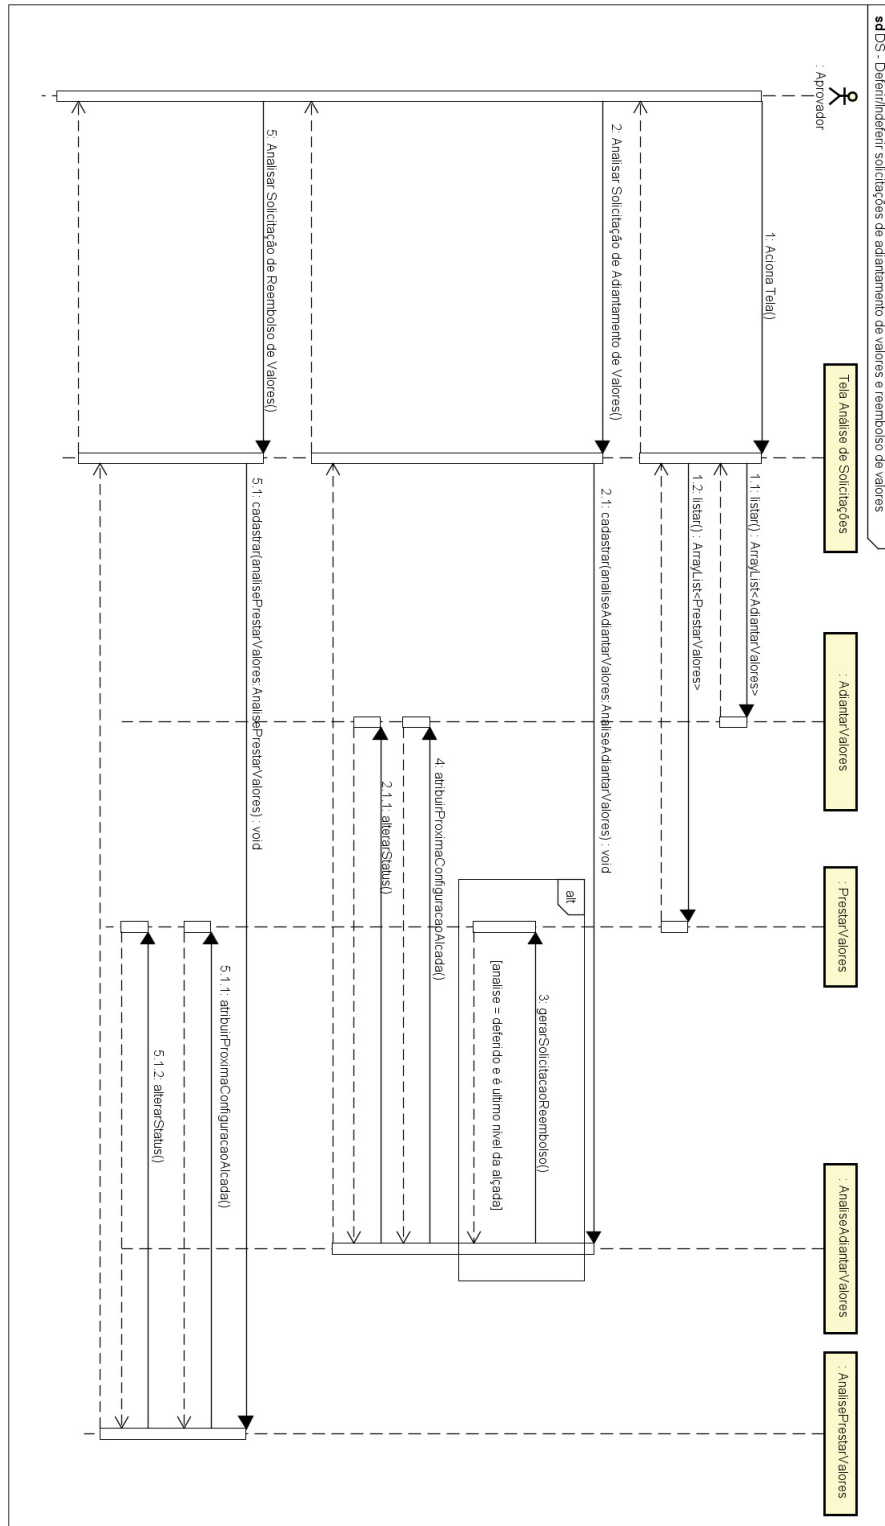 sd DS - Deferir/Indeferir solicitações de adiantamento de valores e reembolso de valores
: Aprovador
Tela Análise de Solicitações
: AdiantarValores
: PrestarValores
: AnaliseAdiantarValores
: AnalisePrestarValores
1: Aciona Tela()
1.1: listar() : ArrayList<AdiantarValores>
1.2: listar() : ArrayList<PrestarValores>
2: Analisar Solicitação de Adiantamento de Valores()
2.1: cadastrar(analiseAdiantarValores:AnaliseAdiantarValores) : void
alt
3: gerarSolicitacaoReembolso()
[analise = deferido e é ultimo nivel da alçada]
4: atribuirProximaConfiguracaoAlcada()
2.1.1: alterarStatus()
5: Analisar Solicitação de Reembolso de Valores()
5.1: cadastrar(analisePrestarValores:AnalisePrestarValores) : void
5.1.1: atribuirProximaConfiguracaoAlcada()
5.1.2: alterarStatus()